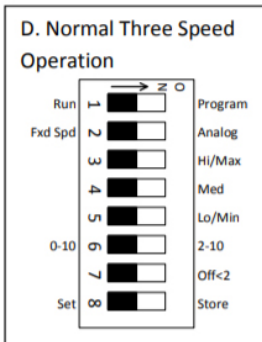 D. Normal Three Speed
Operation
ON
Run 1 Program
Fxd Spd 2 Analog
3 Hi/Max
4 Med
5 Lo/Min
0-10 6 2-10
7 Off<2
Set 8 Store